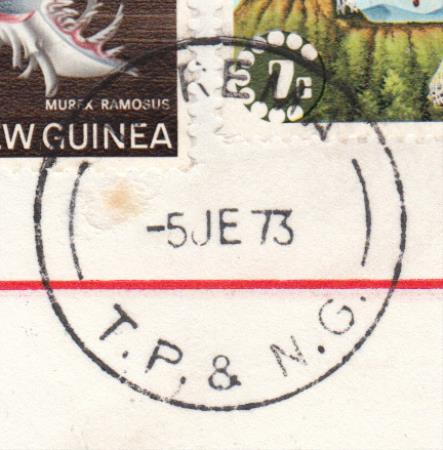 MUREX RAMOSUS
W GUINEA
7c
-5JE73
T.P. & N.G.